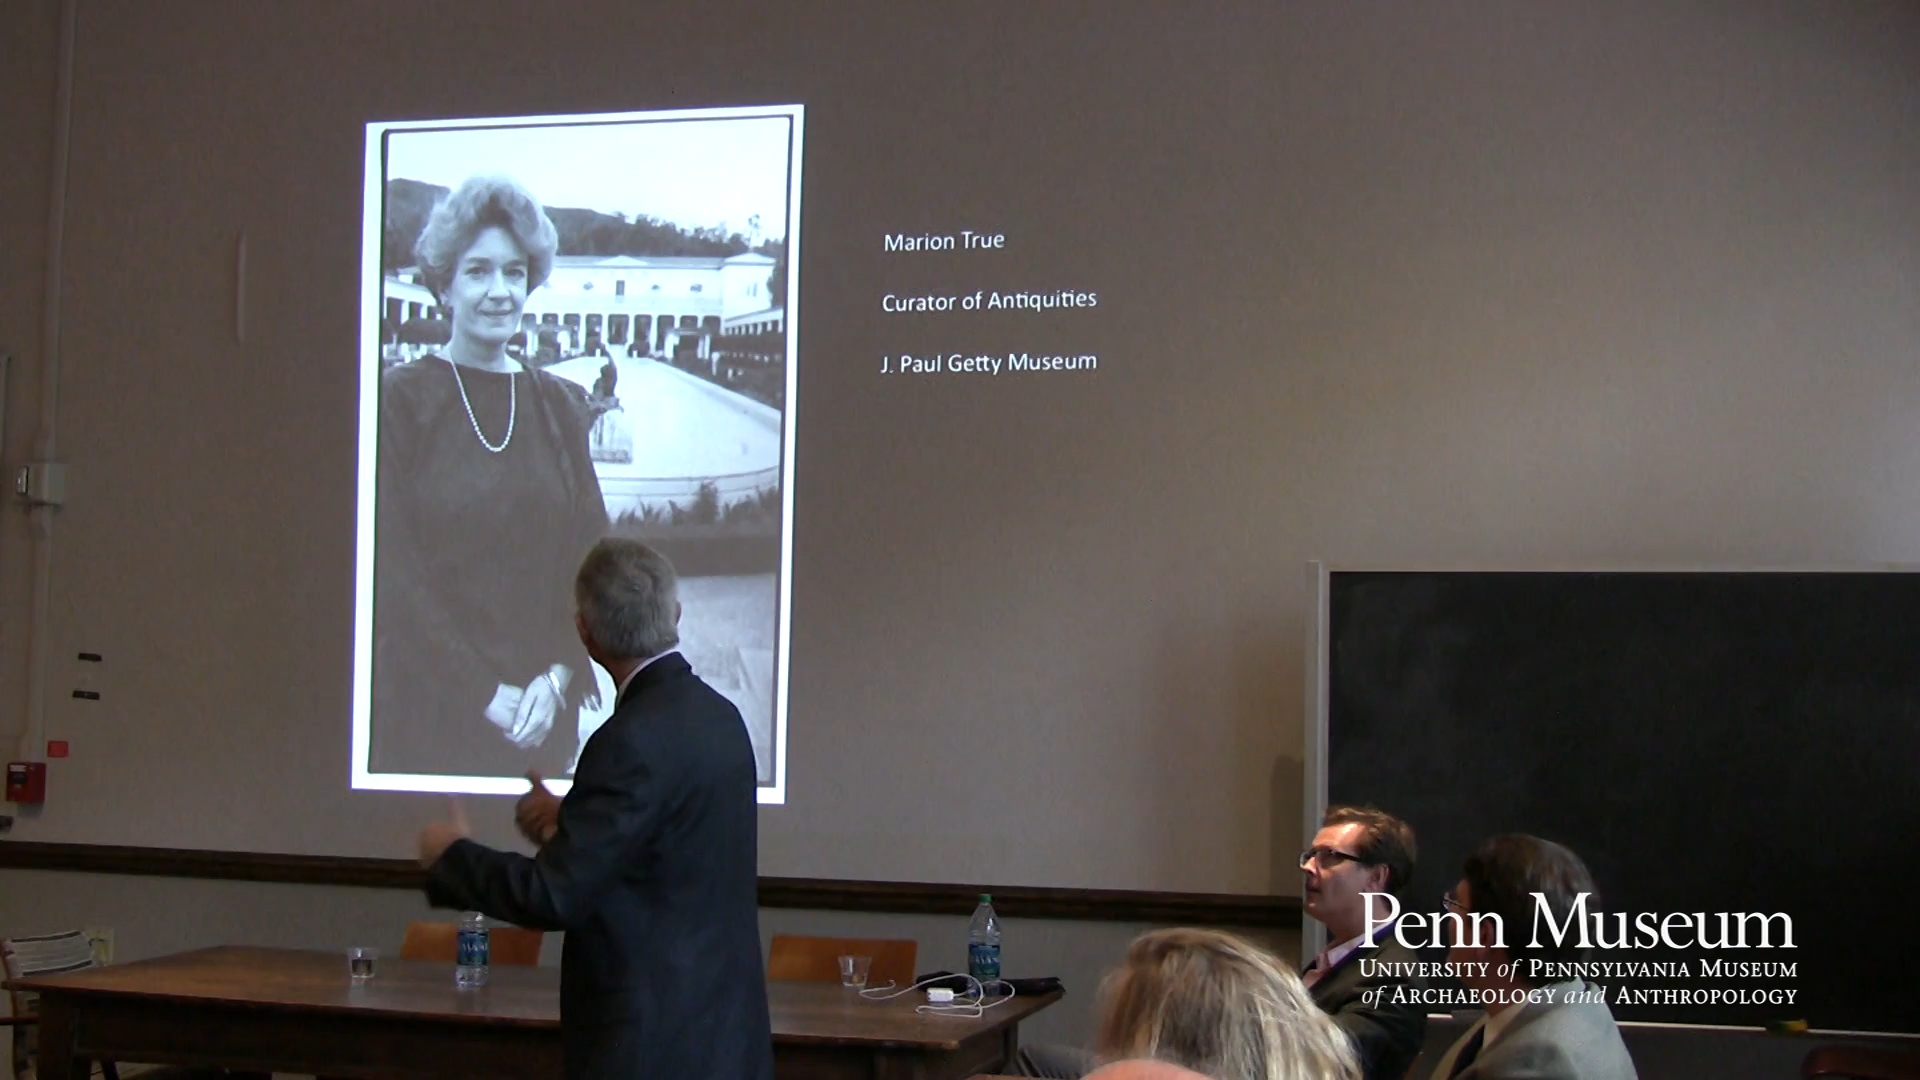 Marion True
Curator of Antiquities
J. Paul Getty Museum
Penn Museum
University of Pennsylvania Museum
of Archaeology and Anthropology